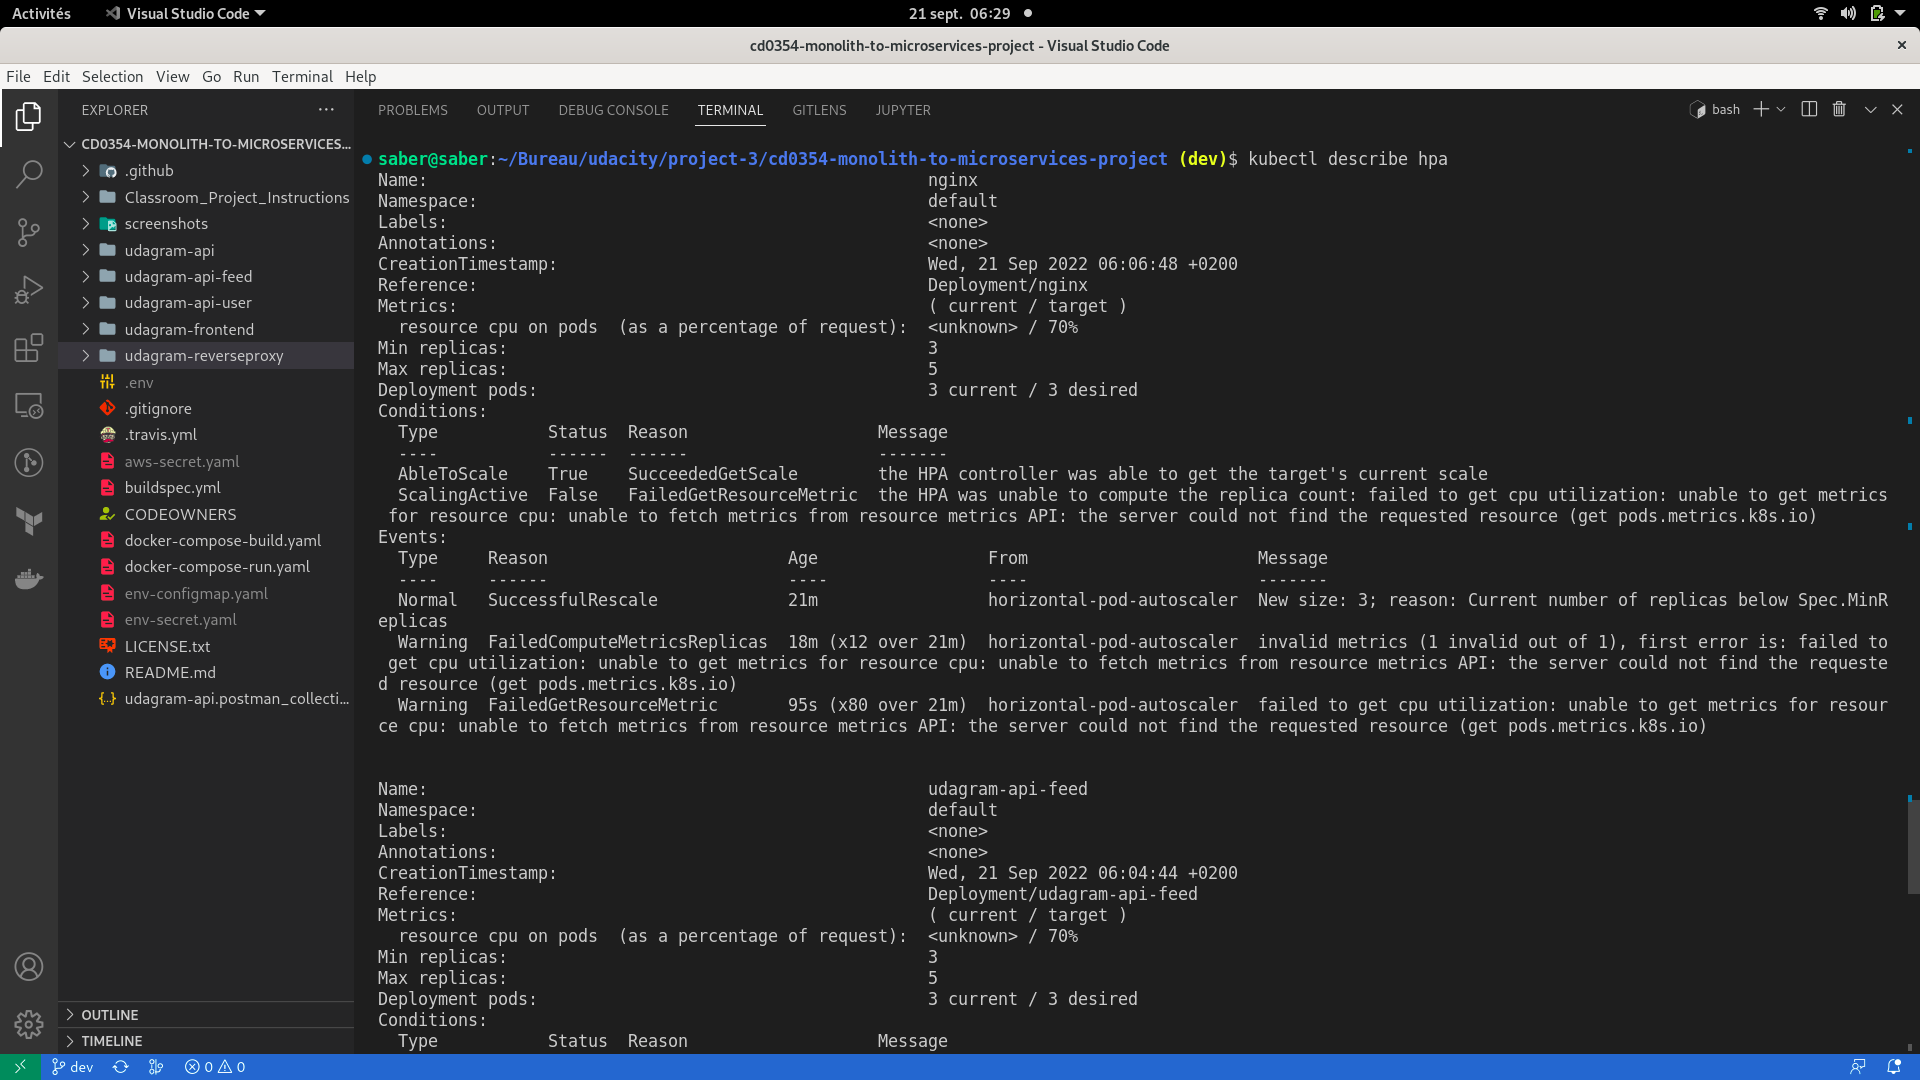 Activités
Visual Studio Code
21 sept. 06:29
cd0354-monolith-to-microservices-project - Visual Studio Code
File Edit Selection View Go Run Terminal Help
EXPLORER
CD0354-MONOLITH-TO-MICROSERVICES...
.github
Classroom_Project_Instructions
screenshots
udagram-api
udagram-api-feed
udagram-api-user
udagram-frontend
udagram-reverseproxy
.env
.gitignore
.travis.yml
aws-secret.yaml
buildspec.yml
CODEOWNERS
docker-compose-build.yaml
docker-compose-run.yaml
env-configmap.yaml
env-secret.yaml
LICENSE.txt
README.md
udagram-api.postman_collecti...
OUTLINE
TIMELINE
PROBLEMS OUTPUT DEBUG CONSOLE TERMINAL GITLENS JUPYTER
bash
saber@saber:~/Bureau/udacity/project-3/cd0354-monolith-to-microservices-project (dev)$ kubectl describe hpa
Name: nginx
Namespace: default
Labels: <none>
Annotations: <none>
CreationTimestamp: Wed, 21 Sep 2022 06:06:48 +0200
Reference: Deployment/nginx
Metrics: ( current / target )
resource cpu on pods (as a percentage of request): <unknown> / 70%
Min replicas: 3
Max replicas: 5
Deployment pods: 3 current / 3 desired
Conditions:
Type Status Reason Message
---- ------ ------ -------
AbleToScale True SucceededGetScale the HPA controller was able to get the target's current scale
ScalingActive False FailedGetResourceMetric the HPA was unable to compute the replica count: failed to get cpu utilization: unable to get metrics
for resource cpu: unable to fetch metrics from resource metrics API: the server could not find the requested resource (get pods.metrics.k8s.io)
Events:
Type Reason Age From Message
---- ------ ---- ---- -------
Normal SuccessfulRescale 21m horizontal-pod-autoscaler New size: 3; reason: Current number of replicas below Spec.MinR
eplicas
Warning FailedComputeMetricsReplicas 18m (x12 over 21m) horizontal-pod-autoscaler invalid metrics (1 invalid out of 1), first error is: failed to
get cpu utilization: unable to get metrics for resource cpu: unable to fetch metrics from resource metrics API: the server could not find the requeste
d resource (get pods.metrics.k8s.io)
Warning FailedGetResourceMetric 95s (x80 over 21m) horizontal-pod-autoscaler failed to get cpu utilization: unable to get metrics for resour
ce cpu: unable to fetch metrics from resource metrics API: the server could not find the requested resource (get pods.metrics.k8s.io)
Name: udagram-api-feed
Namespace: default
Labels: <none>
Annotations: <none>
CreationTimestamp: Wed, 21 Sep 2022 06:04:44 +0200
Reference: Deployment/udagram-api-feed
Metrics: ( current / target )
resource cpu on pods (as a percentage of request): <unknown> / 70%
Min replicas: 3
Max replicas: 5
Deployment pods: 3 current / 3 desired
Conditions:
Type Status Reason Message
dev
0 0